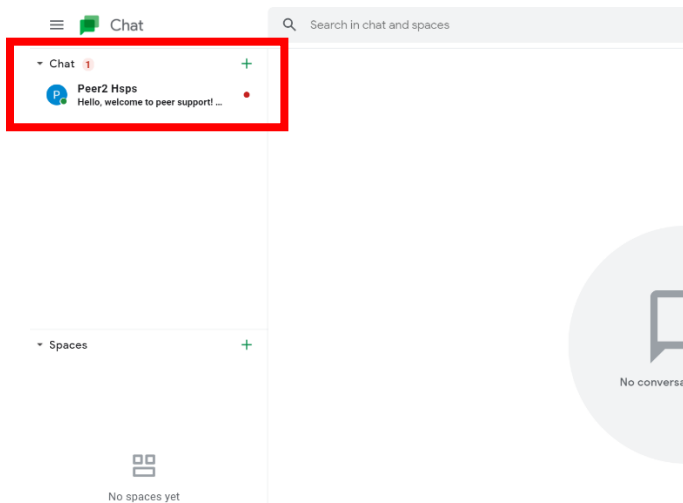 Chat
Search in chat and spaces
Chat 1
Peer2 Hsps
P
Hello, welcome to peer support! ...
Spaces
No conversa
No spaces yet